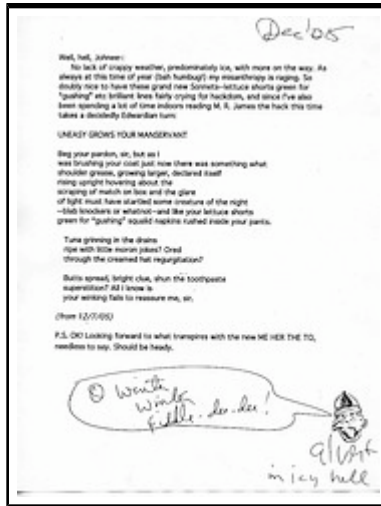 Dec '05
Well, hell, Johneer:
No lack of crappy weather, predominately ice, with more on the way. As
always at this time of year (bah humbug!) my misanthropy is raging. So
doubly nice to have these grand new Sonnets—lettuce shorts green for
"gushing" etc brilliant lines fairly crying for hackdom, and since I've also
been spending a lot of time indoors reading M. R. James the hack this time
takes a decidedly Edwardian turn:
UNEASY GROWS YOUR MANSERVANT
Beg your pardon, sir, but as I
was brushing your coat just now there was something what
shoulder grease, growing larger, declared itself
rising upright hovering about the
scraping of match on box and the glare
of light must have startled some creature of the night
—blab knockers or whatnot—and like your lettuce shorts
green for "gushing" squalid napkins rushed inside your pants.
Tuna grinning in the drains
ripe with little moron jokes? Ored
through the creamed hat regurgitation?
Butts spread, bright clue, shun the toothpaste
superstition? All I know is
your winking fails to reassure me, sir.
(from 12/7/05)
P.S. OK! Looking forward to what transpires with the new ME HER THE TO,
needless to say. Should be heady.
O Winter
Winter
fiddle-dee-dee!
in icy hell